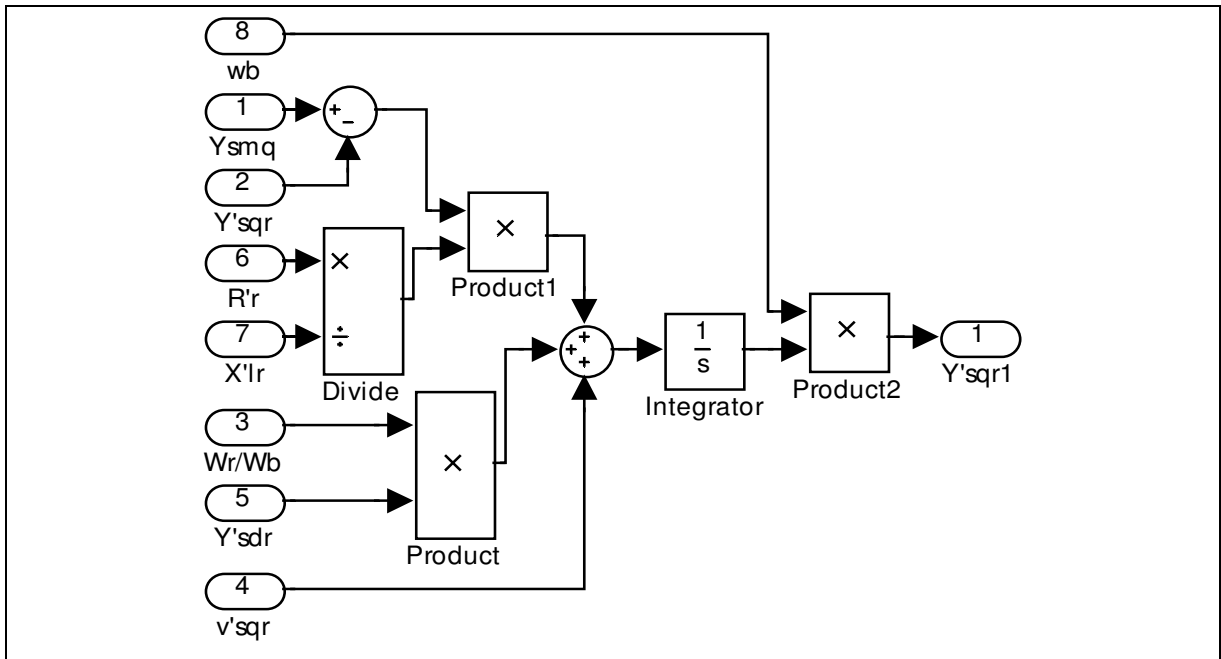 8
wb
1
Ysmq
+
−
2
Y'sqr
6
R'r
×
7
X'lr
÷
Divide
×
Product1
+
+
+
1
s
Integrator
×
Product2
1
Y'sqr1
3
Wr/Wb
×
5
Y'sdr
Product
4
v'sqr